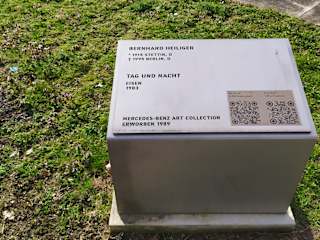 BERNHARD HEILIGER
* 1915 STETTIN, D
† 1995 BERLIN, D
TAG UND NACHT
EISEN
1983
MERCEDES-BENZ ART COLLECTION
ERWORBEN 1989